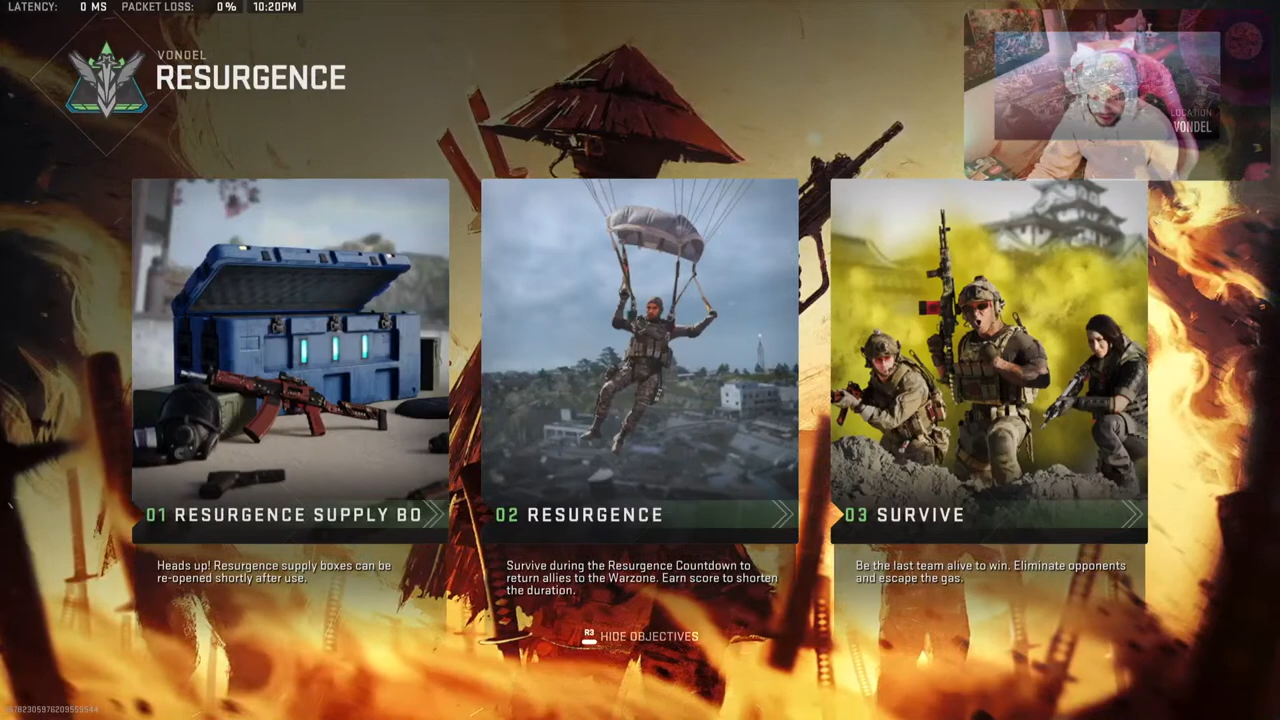 LATENCY: 0 MS PACKET LOSS: 0% 10:20PM
VONDEL
RESURGENCE
LOCATION
VONDEL
01 RESURGENCE SUPPLY BO
Heads up! Resurgence supply boxes can be
re-opened shortly after use.
02 RESURGENCE
Survive during the Resurgence Countdown to
return allies to the Warzone. Earn score to shorten
the duration.
03 SURVIVE
Be the last team alive to win. Eliminate opponents
and escape the gas.
R3 HIDE OBJECTIVES